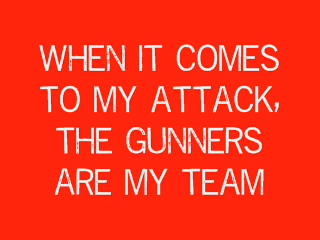 WHEN IT COMES
TO MY ATTACK,
THE GUNNERS
ARE MY TEAM